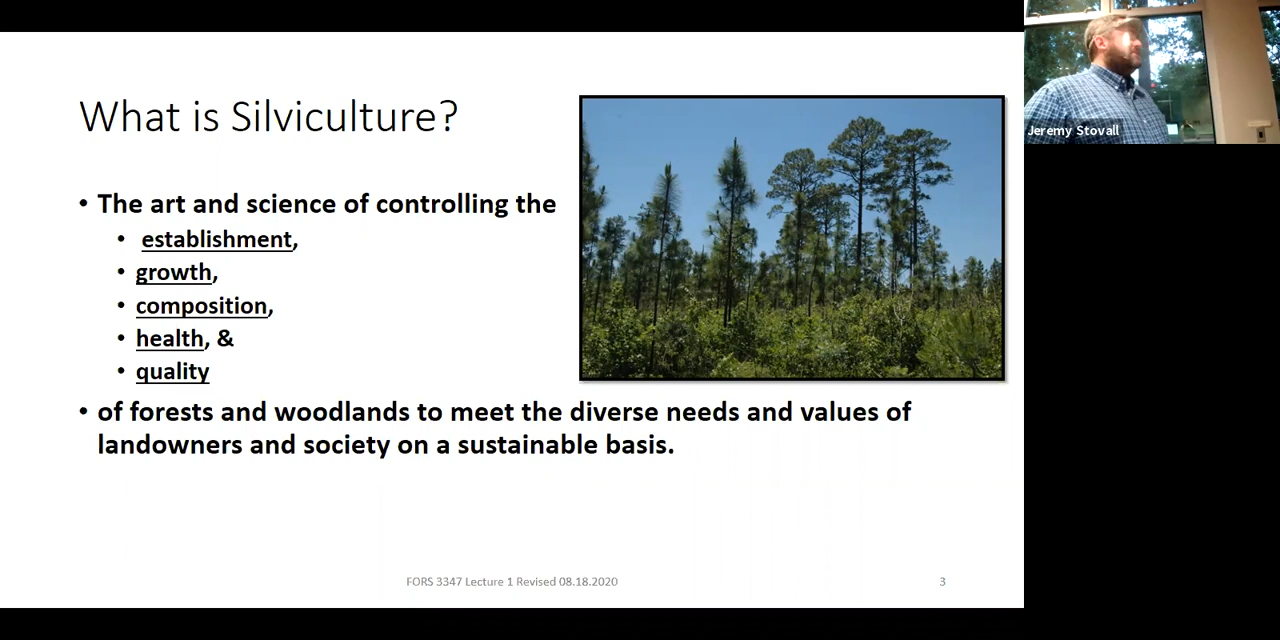 What is Silviculture?
• The art and science of controlling the
• establishment,
• growth,
• composition,
• health, &
• quality
• of forests and woodlands to meet the diverse needs and values of
landowners and society on a sustainable basis.
FORS 3347 Lecture 1 Revised 08.18.2020
3
Jeremy Stovall